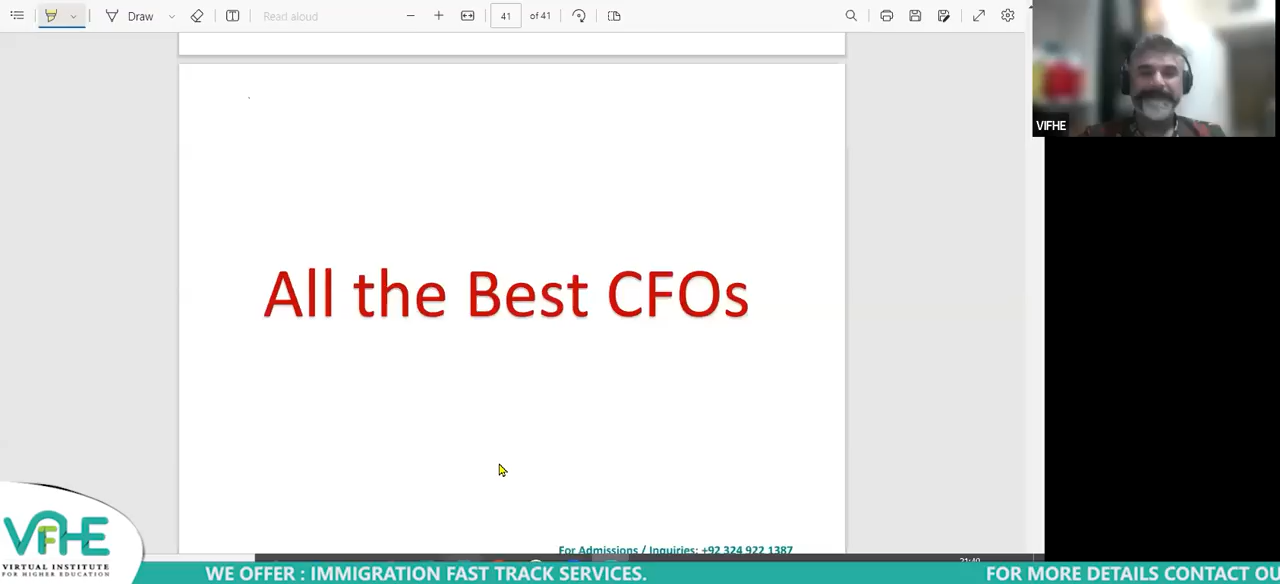 Draw
Read aloud
41
of 41
VIFHE
All the Best CFOs
For Admissions / Inquiries: +92 324 922 1387
VIFHE
VIRTUAL INSTITUTE
FOR HIGHER EDUCATION
WE OFFER : IMMIGRATION FAST TRACK SERVICES.
FOR MORE DETAILS CONTACT OU